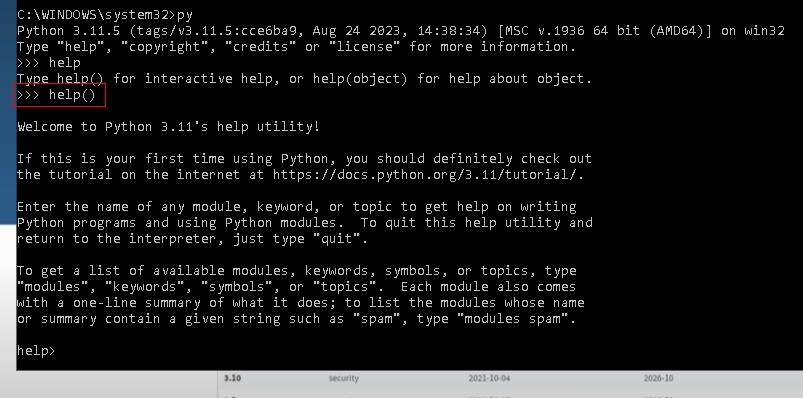 C:\WINDOWS\system32>py
Python 3.11.5 (tags/v3.11.5:cce6ba9, Aug 24 2023, 14:38:34) [MSC v.1936 64 bit (AMD64)] on win32
Type "help", "copyright", "credits" or "license" for more information.
>>> help
Type help() for interactive help, or help(object) for help about object.
>>> help()
Welcome to Python 3.11's help utility!
If this is your first time using Python, you should definitely check out
the tutorial on the internet at https://docs.python.org/3.11/tutorial/.
Enter the name of any module, keyword, or topic to get help on writing
Python programs and using Python modules.  To quit this help utility and
return to the interpreter, just type "quit".
To get a list of available modules, keywords, symbols, or topics, type
"modules", "keywords", "symbols", or "topics".  Each module also comes
with a one-line summary of what it does; to list the modules whose name
or summary contain a given string such as "spam", type "modules spam".
help>
3.10 security 2021-10-04 2026-10